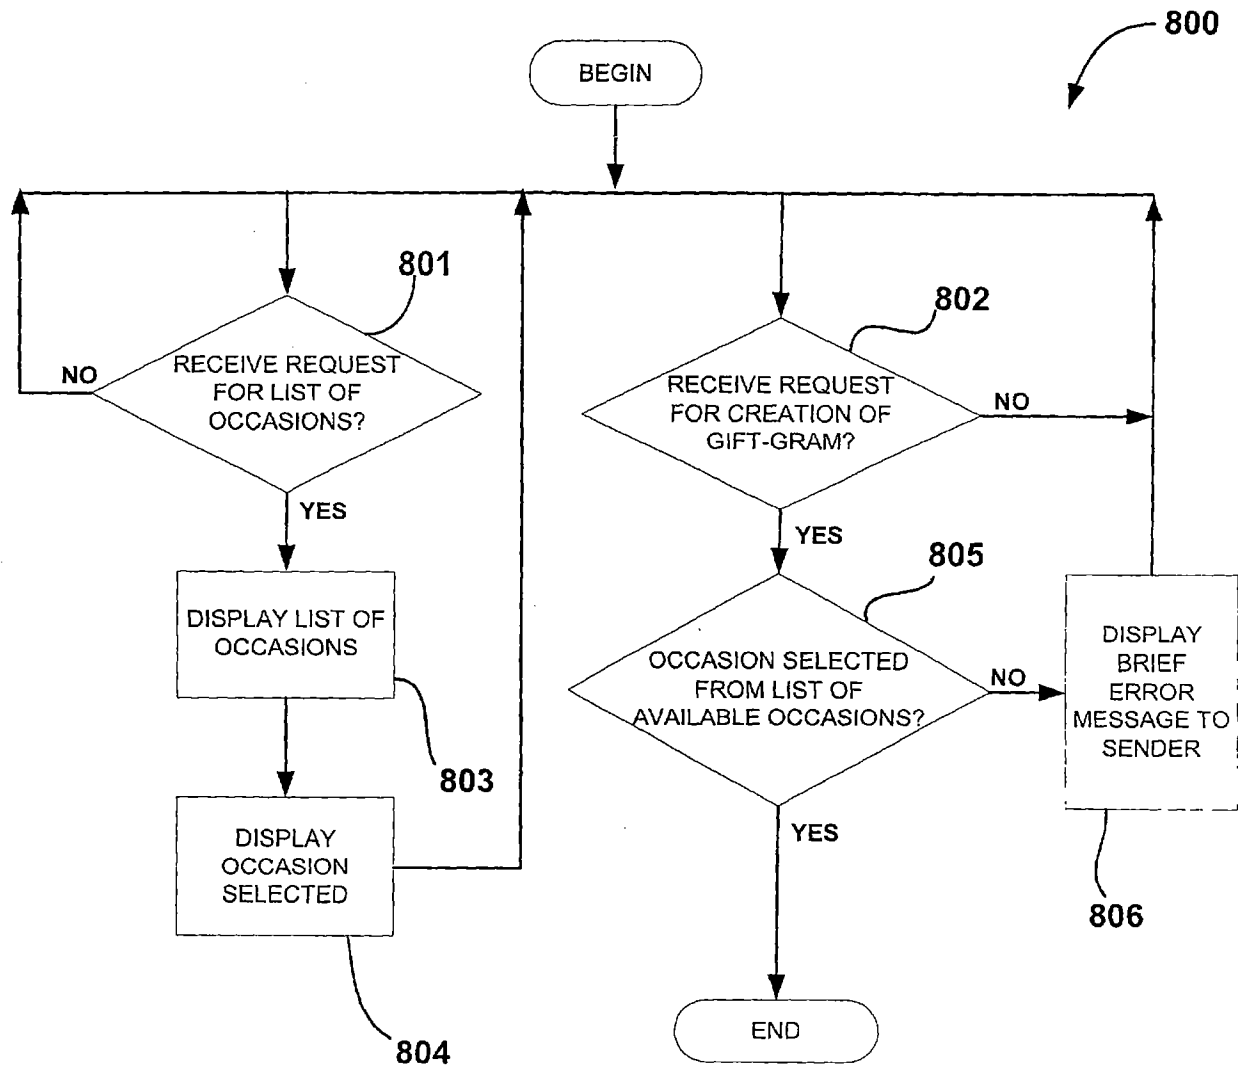 800
BEGIN
801
802
RECEIVE REQUEST
FOR LIST OF
OCCASIONS?
NO
YES
RECEIVE REQUEST
FOR CREATION OF
GIFT-GRAM?
NO
YES
805
DISPLAY LIST OF
OCCASIONS
803
OCCASION SELECTED
FROM LIST OF
AVAILABLE OCCASIONS?
NO
YES
DISPLAY
BRIEF
ERROR
MESSAGE TO
SENDER
806
DISPLAY
OCCASION
SELECTED
804
END